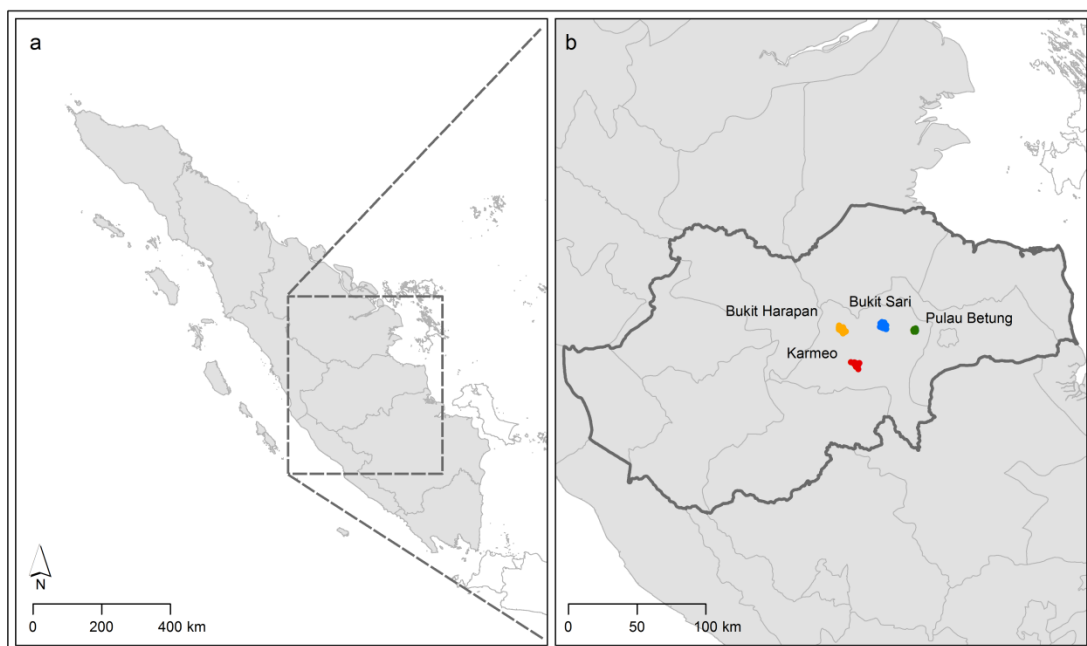 a
N
0 200 400 km
b
Bukit Sari
Bukit Harapan
Pulau Betung
Karmeo
0 50 100 km